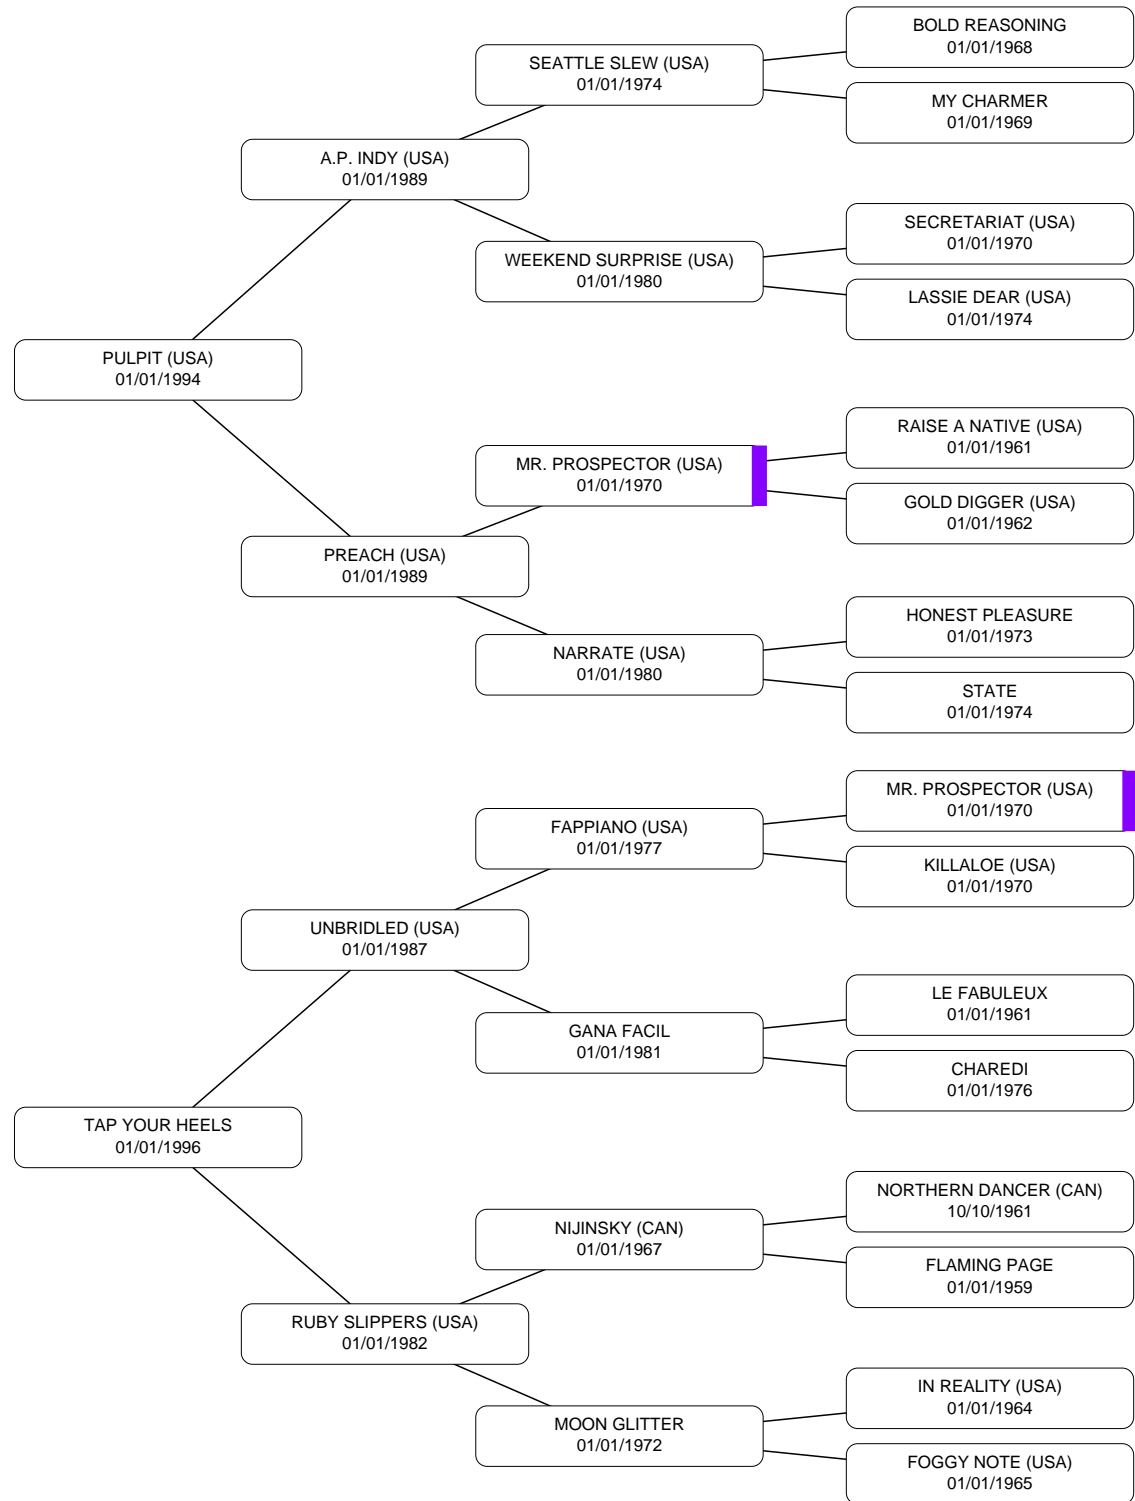 BOLD REASONING
01/01/1968
SEATTLE SLEW (USA)
01/01/1974
MY CHARMER
01/01/1969
A.P. INDY (USA)
01/01/1989
SECRETARIAT (USA)
01/01/1970
WEEKEND SURPRISE (USA)
01/01/1980
LASSIE DEAR (USA)
01/01/1974
PULPIT (USA)
01/01/1994
RAISE A NATIVE (USA)
01/01/1961
MR. PROSPECTOR (USA)
01/01/1970
GOLD DIGGER (USA)
01/01/1962
PREACH (USA)
01/01/1989
HONEST PLEASURE
01/01/1973
NARRATE (USA)
01/01/1980
STATE
01/01/1974
MR. PROSPECTOR (USA)
01/01/1970
FAPPIANO (USA)
01/01/1977
KILLALOE (USA)
01/01/1970
UNBRIDLED (USA)
01/01/1987
LE FABULEUX
01/01/1961
GANA FACIL
01/01/1981
CHAREDI
01/01/1976
TAP YOUR HEELS
01/01/1996
NORTHERN DANCER (CAN)
10/10/1961
NIJINSKY (CAN)
01/01/1967
FLAMING PAGE
01/01/1959
RUBY SLIPPERS (USA)
01/01/1982
IN REALITY (USA)
01/01/1964
MOON GLITTER
01/01/1972
FOGGY NOTE (USA)
01/01/1965